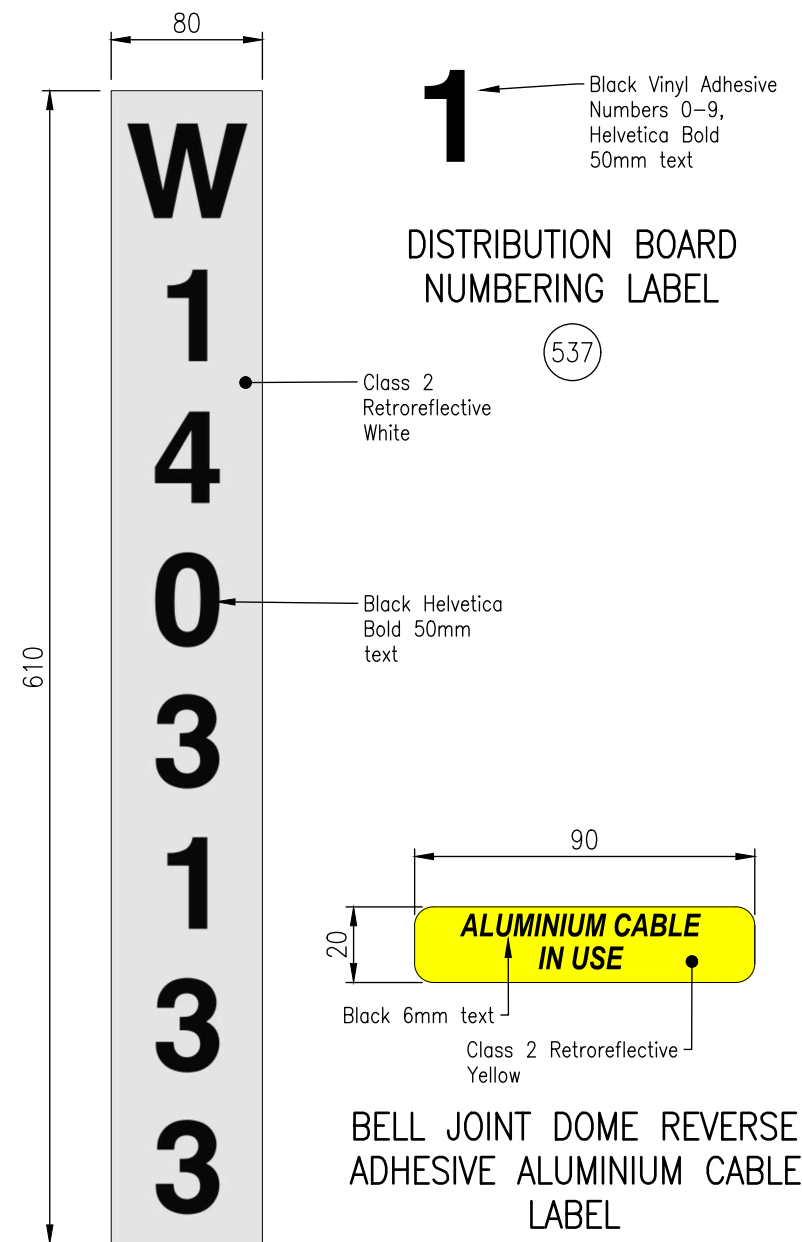 80
610
W
1
4
0
3
1
3
3
Class 2
Retroreflective
White
Black Helvetica
Bold 50mm
text
1
Black Vinyl Adhesive
Numbers 0-9,
Helvetica Bold
50mm text
DISTRIBUTION BOARD
NUMBERING LABEL
537
90
20
ALUMINIUM CABLE
IN USE
Black 6mm text
Class 2 Retroreflective
Yellow
BELL JOINT DOME REVERSE
ADHESIVE ALUMINIUM CABLE
LABEL